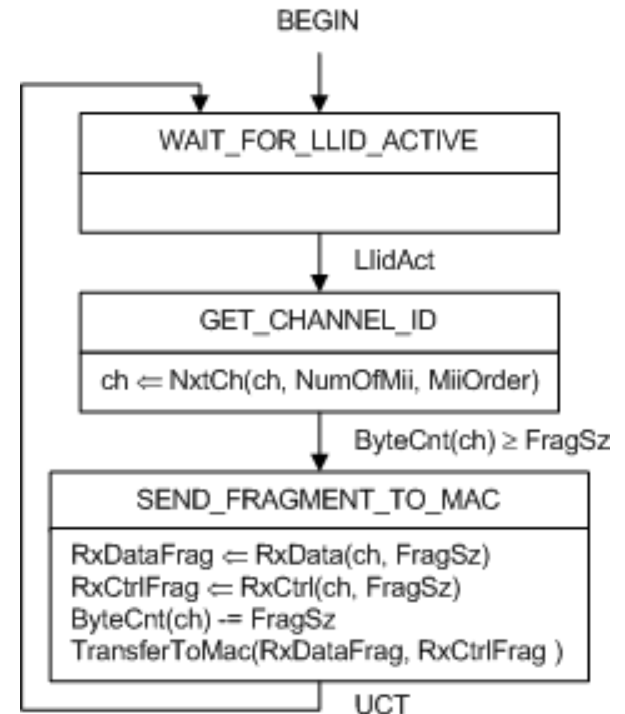 BEGIN
WAIT_FOR_LLID_ACTIVE
LlidAct
GET_CHANNEL_ID
ch ⇐ NxtCh(ch, NumOfMii, MiiOrder)
ByteCnt(ch) ≥ FragSz
SEND_FRAGMENT_TO_MAC
RxDataFrag ⇐ RxData(ch, FragSz)
RxCtrlFrag ⇐ RxCtrl(ch, FragSz)
ByteCnt(ch) -= FragSz
TransferToMac(RxDataFrag, RxCtrlFrag )
UCT